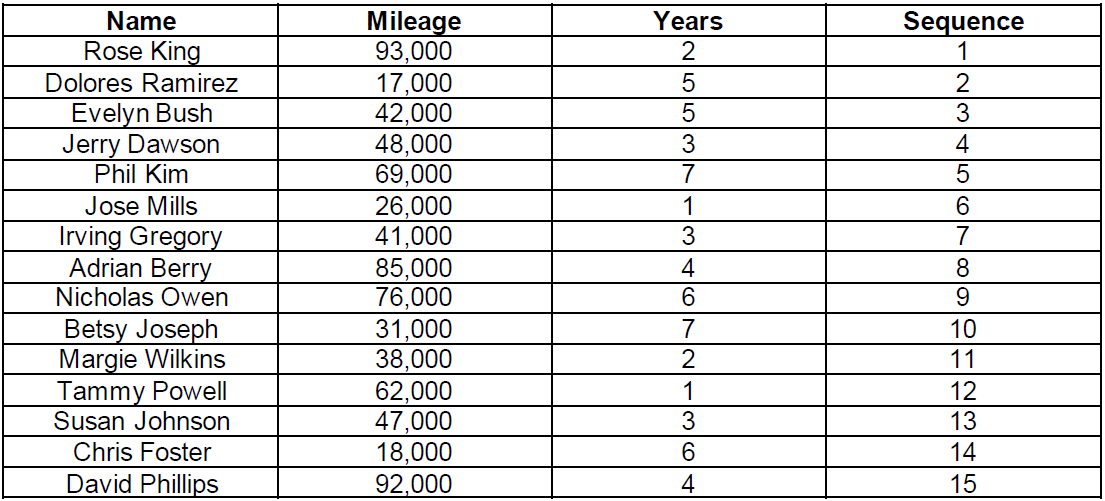 Name Mileage Years Sequence
Rose King 93,000 2 1
Dolores Ramirez 17,000 5 2
Evelyn Bush 42,000 5 3
Jerry Dawson 48,000 3 4
Phil Kim 69,000 7 5
Jose Mills 26,000 1 6
Irving Gregory 41,000 3 7
Adrian Berry 85,000 4 8
Nicholas Owen 76,000 6 9
Betsy Joseph 31,000 7 10
Margie Wilkins 38,000 2 11
Tammy Powell 62,000 1 12
Susan Johnson 47,000 3 13
Chris Foster 18,000 6 14
David Phillips 92,000 4 15